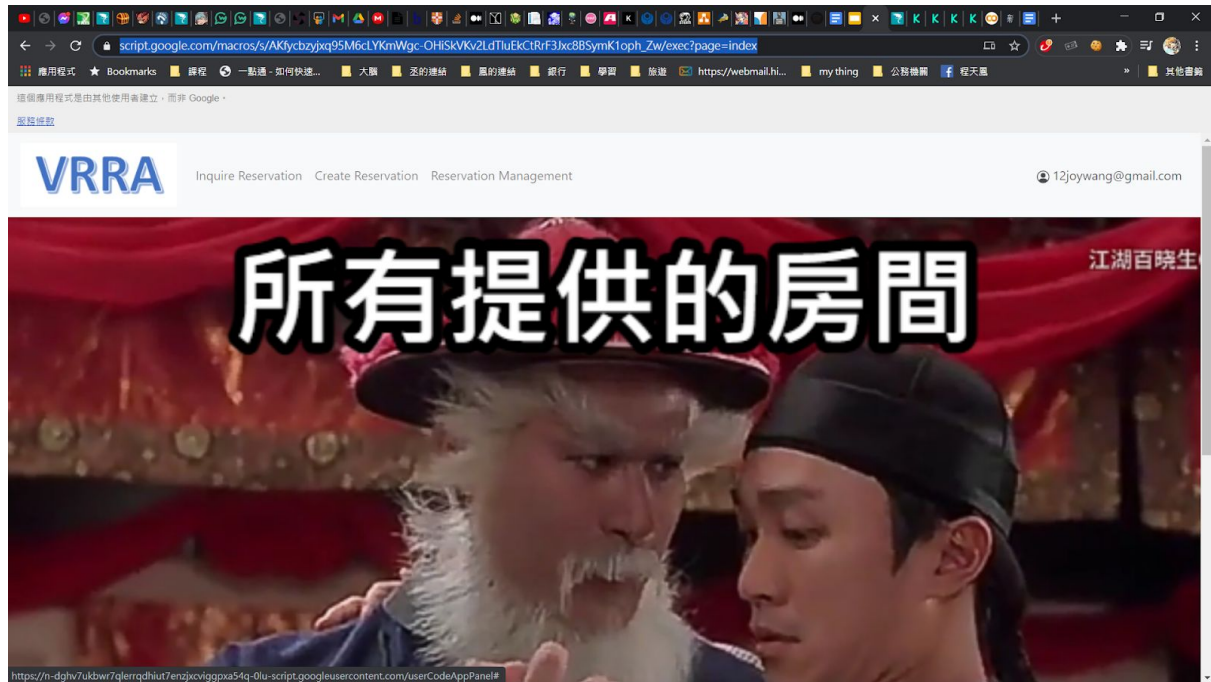 script.google.com/macros/s/AKfycbzyjxq95M6cLYKmWgc-OHiSkVKv2LdTluEkCtRrF3Jxc8BSymK1oph_Zw/exec?page=index
應用程式 Bookmarks 課程 一點通 - 如何快速... 大腦 丞的連結 風的連結 銀行 學習 旅遊 https://webmail.hi... my thing 公務機關 程天風 » 其他書籤
這個應用程式是由其他使用者建立，而非 Google。
服務條款
VRRA Inquire Reservation Create Reservation Reservation Management 12joywang@gmail.com
所有提供的房間
江湖百晓生
https://n-dghv7ukbwr7qlerrqdhiut7enzjxcviggpxa54q-0lu-script.googleusercontent.com/userCodeAppPanel#